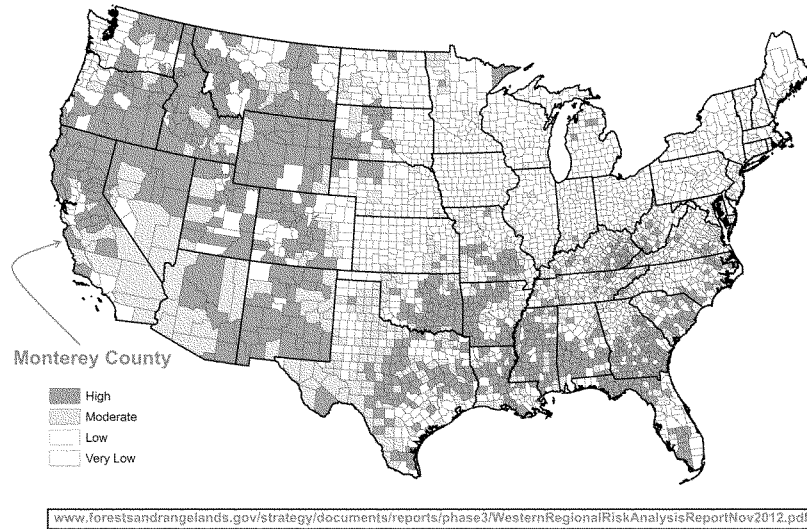 Monterey County
High
Moderate
Low
Very Low
www.forestsandrangelands.gov/strategy/documents/reports/phase3/WesternRegionalRiskAnalysisReportNov2012.pdf